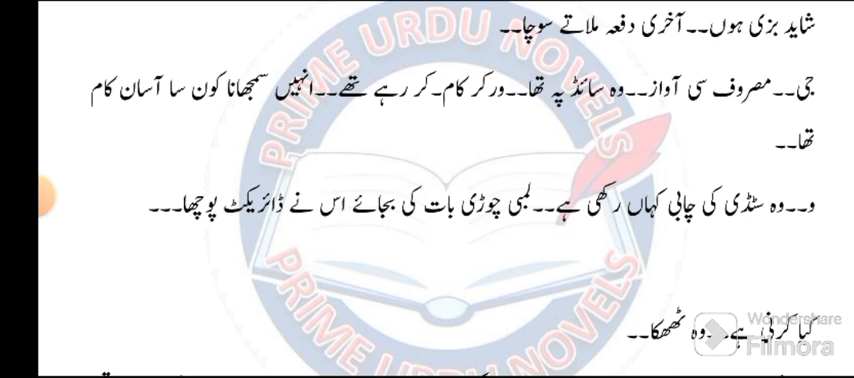 شاید بزی ہوں۔۔آخری دفعہ ملاتے سوچا۔۔
جی۔۔مصروف سی آواز۔۔وہ سائڈ پہ تھا۔۔ورکر کام۔کر رہے تھے۔۔انہیں سمجھانا کون سا آسان کام
تھا۔۔
و۔۔وہ سٹڈی کی چابی کہاں رکھی ہے۔۔لمبی چوڑی بات کی بجائے اس نے ڈائریکٹ پوچھا۔۔۔
کیا کرنی ہے۔۔وہ ٹھھکا۔۔
PRIME URDU NOVELS
PRIME URDU NOVELS
Wondershare
Filmora